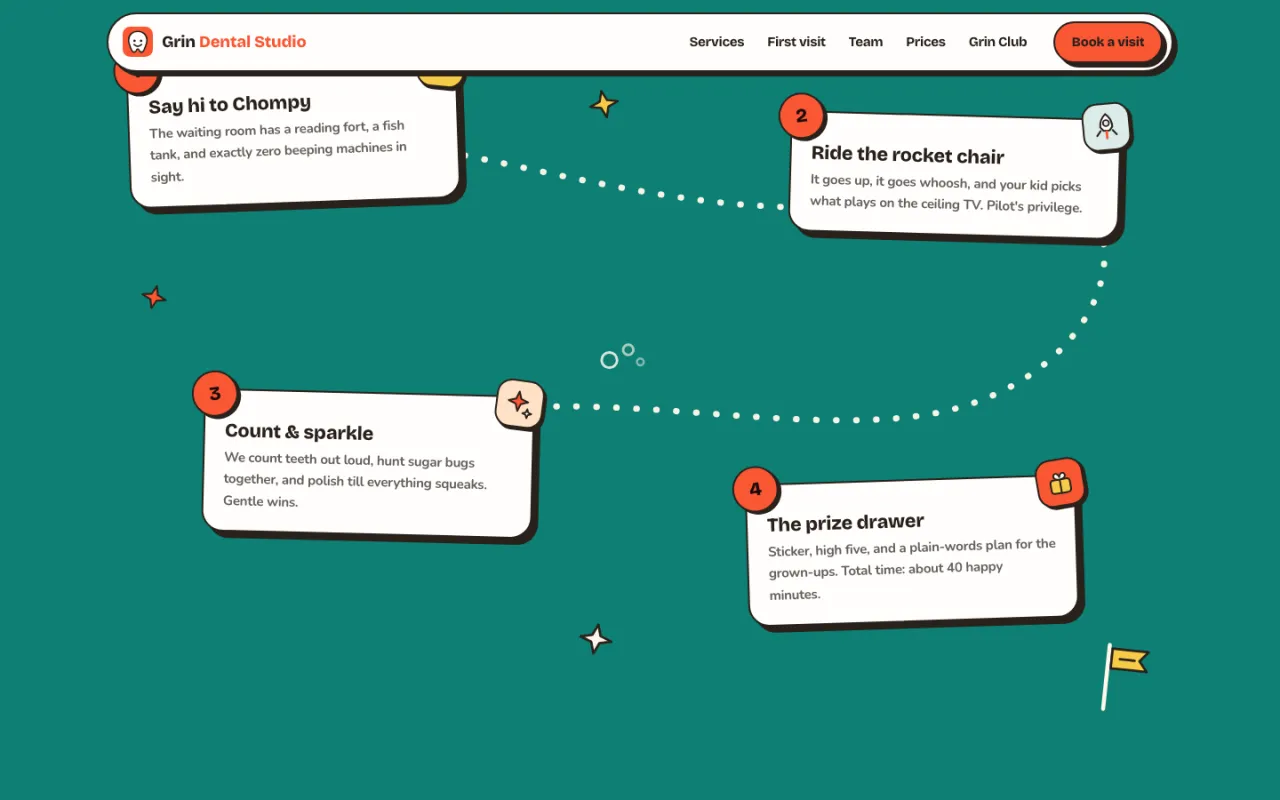 Grin Dental Studio
Services
First visit
Team
Prices
Grin Club
Book a visit
Say hi to Chompy
The waiting room has a reading fort, a fish
tank, and exactly zero beeping machines in
sight.
2
Ride the rocket chair
It goes up, it goes whoosh, and your kid picks
what plays on the ceiling TV. Pilot's privilege.
3
Count & sparkle
We count teeth out loud, hunt sugar bugs
together, and polish till everything squeaks.
Gentle wins.
4
The prize drawer
Sticker, high five, and a plain-words plan for the
grown-ups. Total time: about 40 happy
minutes.